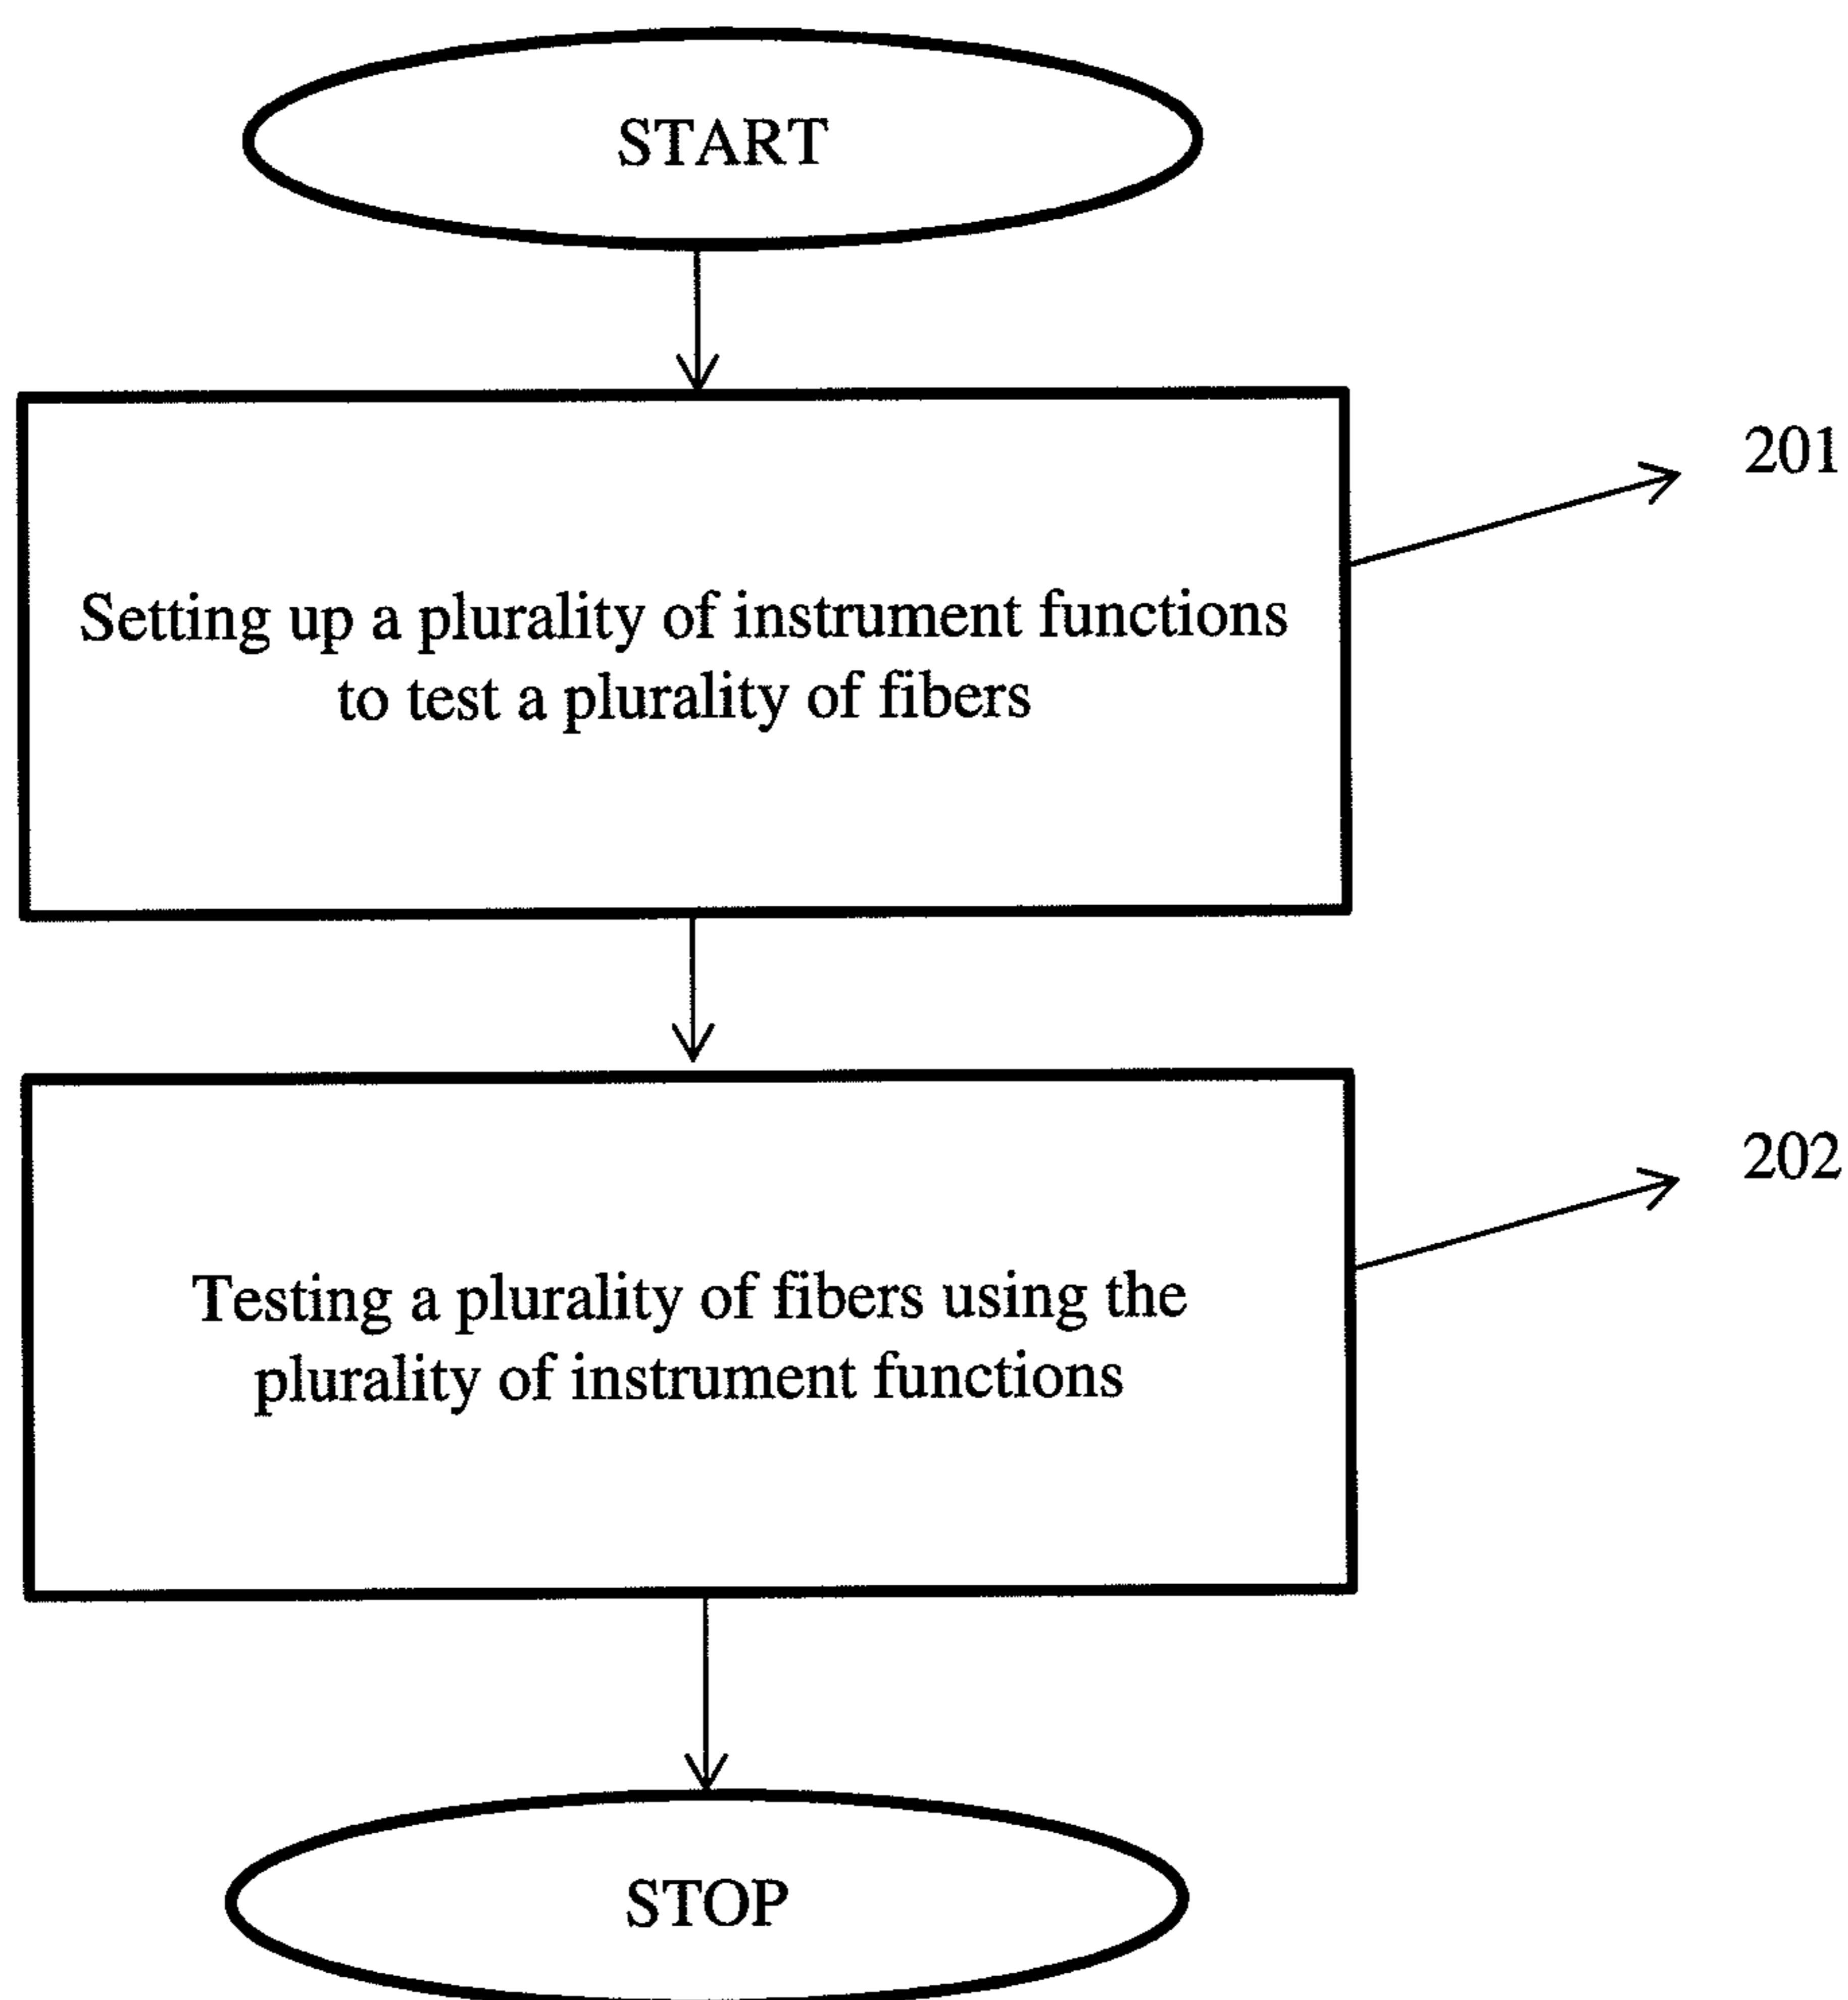 START
201
Setting up a plurality of instrument functions
to test a plurality of fibers
202
Testing a plurality of fibers using the
plurality of instrument functions
STOP